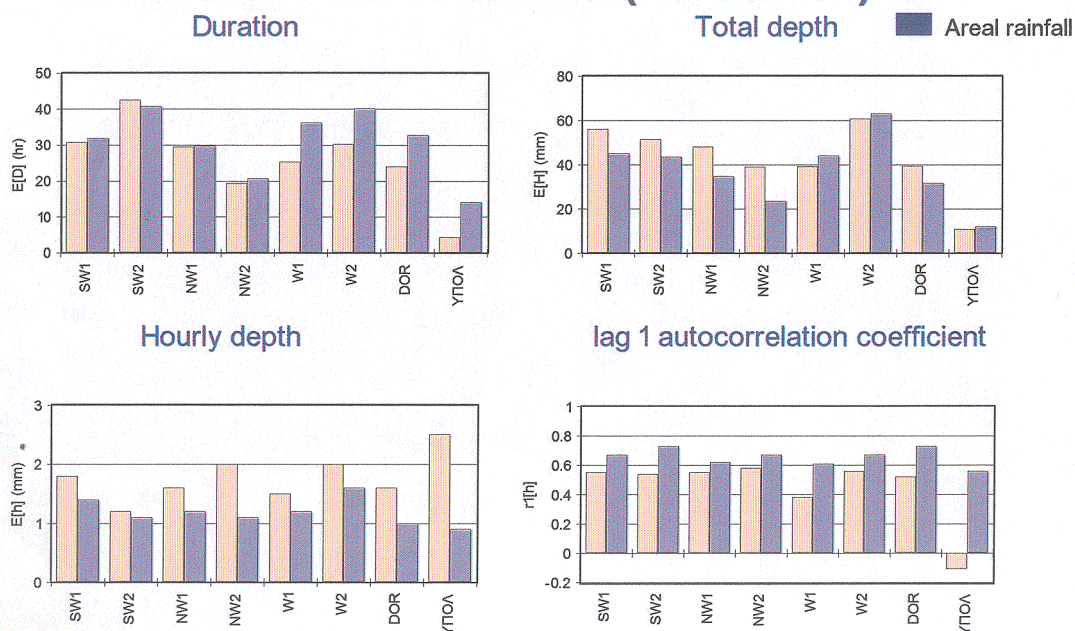 Duration
Total depth
Areal rainfall
50
40
30
20
10
0
E[D] (hr)
SW1
SW2
NW1
NW2
W1
W2
DOR
ΥΠΟΛ
80
60
40
20
0
E[H] (mm)
SW1
SW2
NW1
NW2
W1
W2
DOR
ΥΠΟΛ
Hourly depth
lag 1 autocorrelation coefficient
3
2
1
0
E[h] (mm)
SW1
SW2
NW1
NW2
W1
W2
DOR
ΥΠΟΛ
1
0.8
0.6
0.4
0.2
0
-0.2
r1[h]
SW1
SW2
NW1
NW2
W1
W2
DOR
ΥΠΟΛ